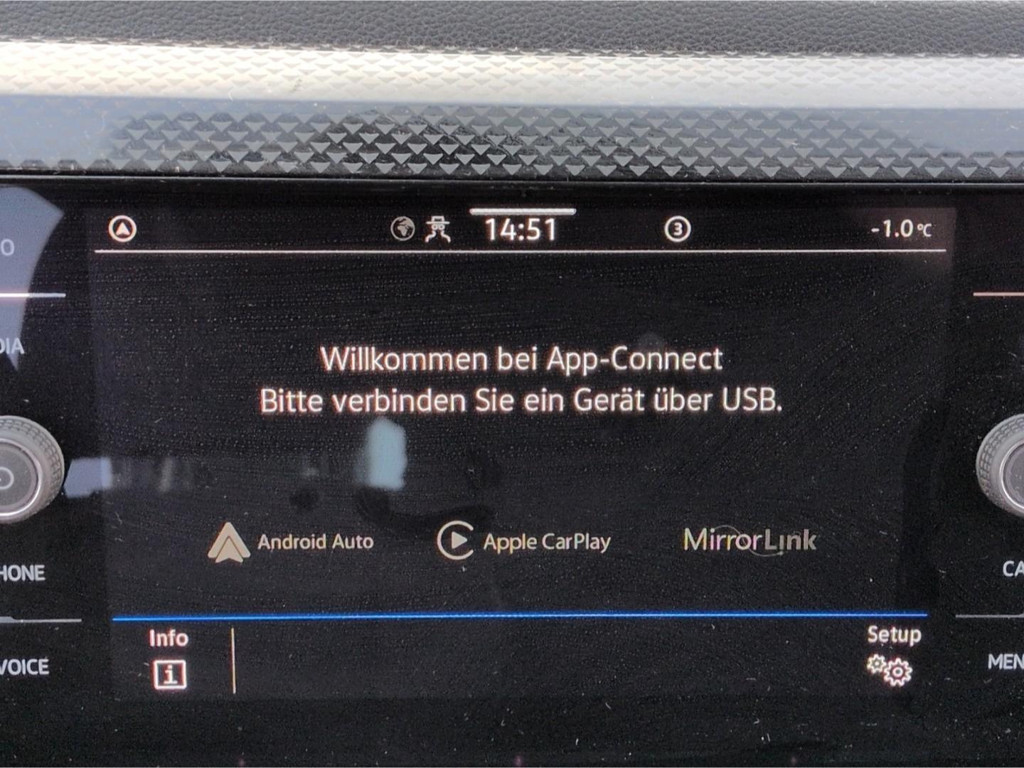 14:51
3
-1.0 °C
Willkommen bei App-Connect
Bitte verbinden Sie ein Gerät über USB.
Android Auto
Apple CarPlay
MirrorLink
Info
i
Setup
VOICE